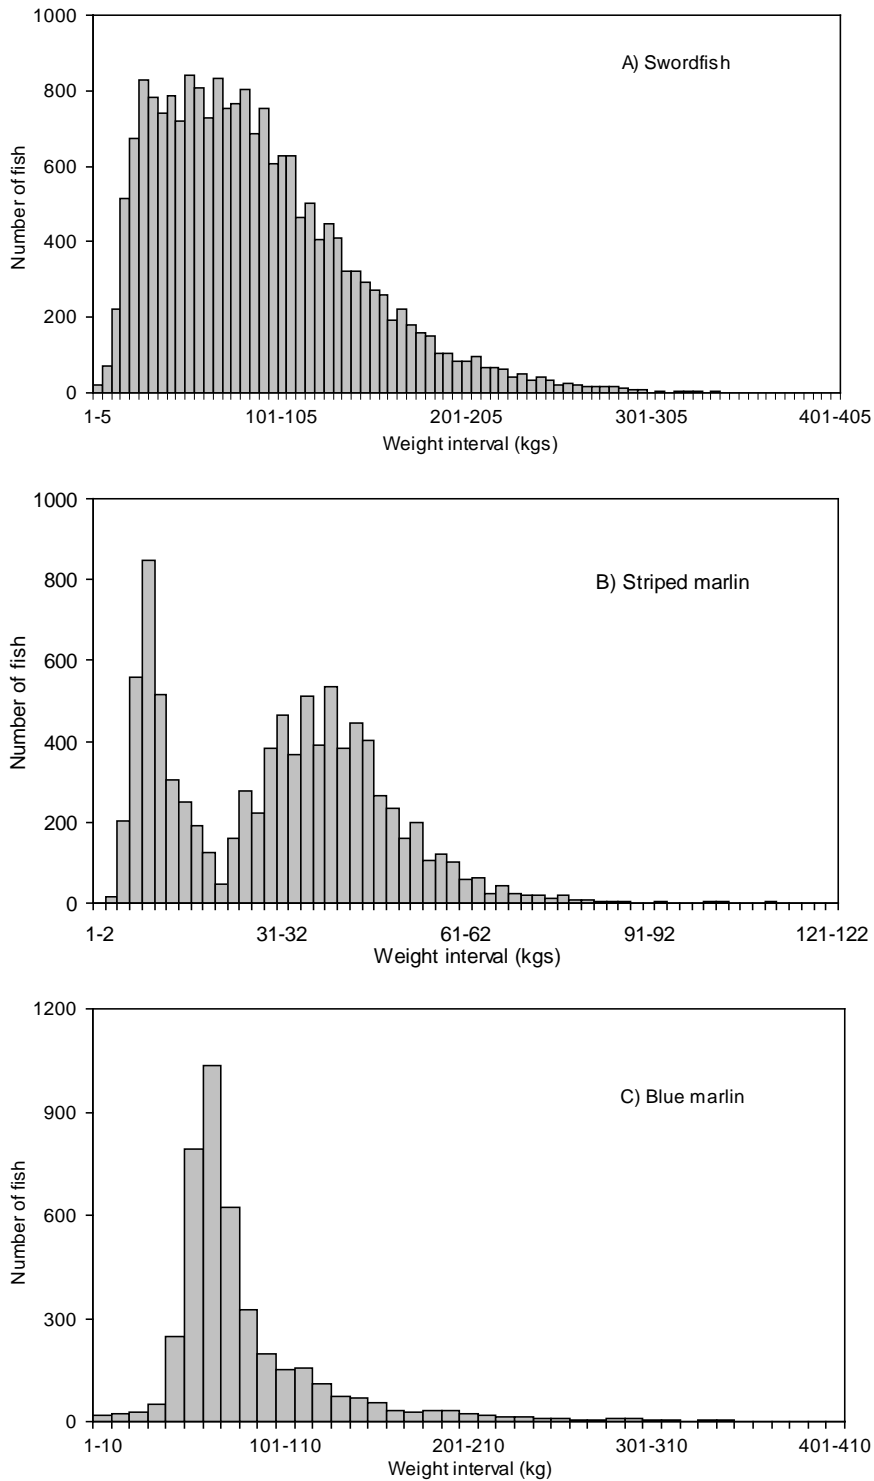 1000
A) Swordfish
800
600
400
200
0
Number of fish
1-5 101-105 201-205 301-305 401-405
Weight interval (kgs)
1000
B) Striped marlin
800
600
400
200
0
Number of fish
1-2 31-32 61-62 91-92 121-122
Weight interval (kgs)
1200
C) Blue marlin
900
600
300
0
Number of fish
1-10 101-110 201-210 301-310 401-410
Weight interval (kg)